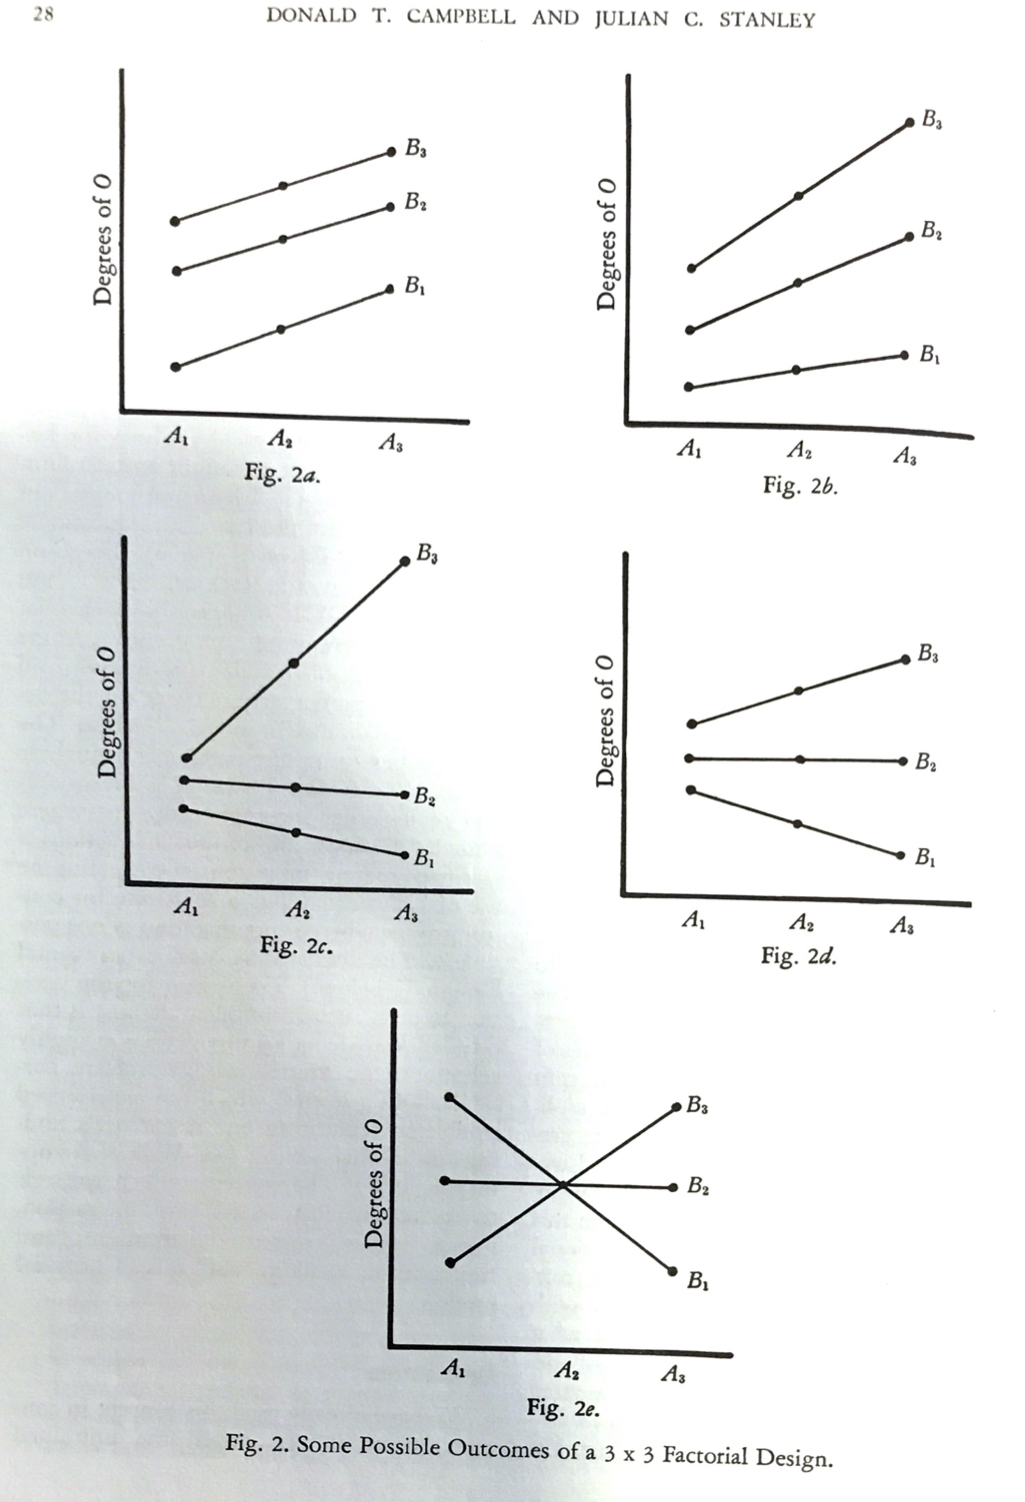 28
DONALD T. CAMPBELL AND JULIAN C. STANLEY
Degrees of O
B₃
B₂
B₁
A₁ A₂ A₃
Fig. 2a.
Degrees of O
B₃
B₂
B₁
A₁ A₂ A₃
Fig. 2b.
Degrees of O
B₃
B₂
B₁
A₁ A₂ A₃
Fig. 2c.
Degrees of O
B₃
B₂
B₁
A₁ A₂ A₃
Fig. 2d.
Degrees of O
B₃
B₂
B₁
A₁ A₂ A₃
Fig. 2e.
Fig. 2. Some Possible Outcomes of a 3 x 3 Factorial Design.